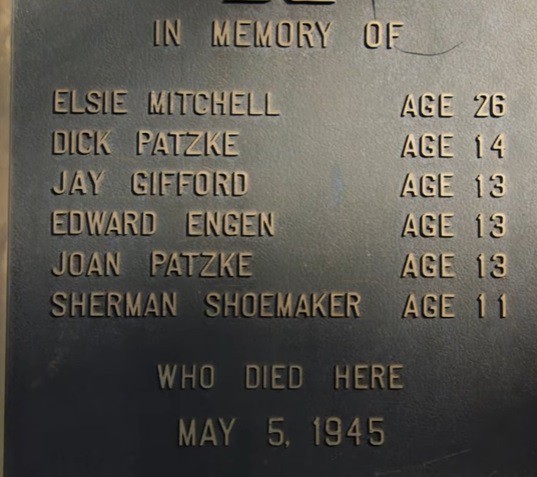 IN MEMORY OF
ELSIE MITCHELL AGE 26
DICK PATZKE AGE 14
JAY GIFFORD AGE 13
EDWARD ENGEN AGE 13
JOAN PATZKE AGE 13
SHERMAN SHOEMAKER AGE 11
WHO DIED HERE
MAY 5, 1945